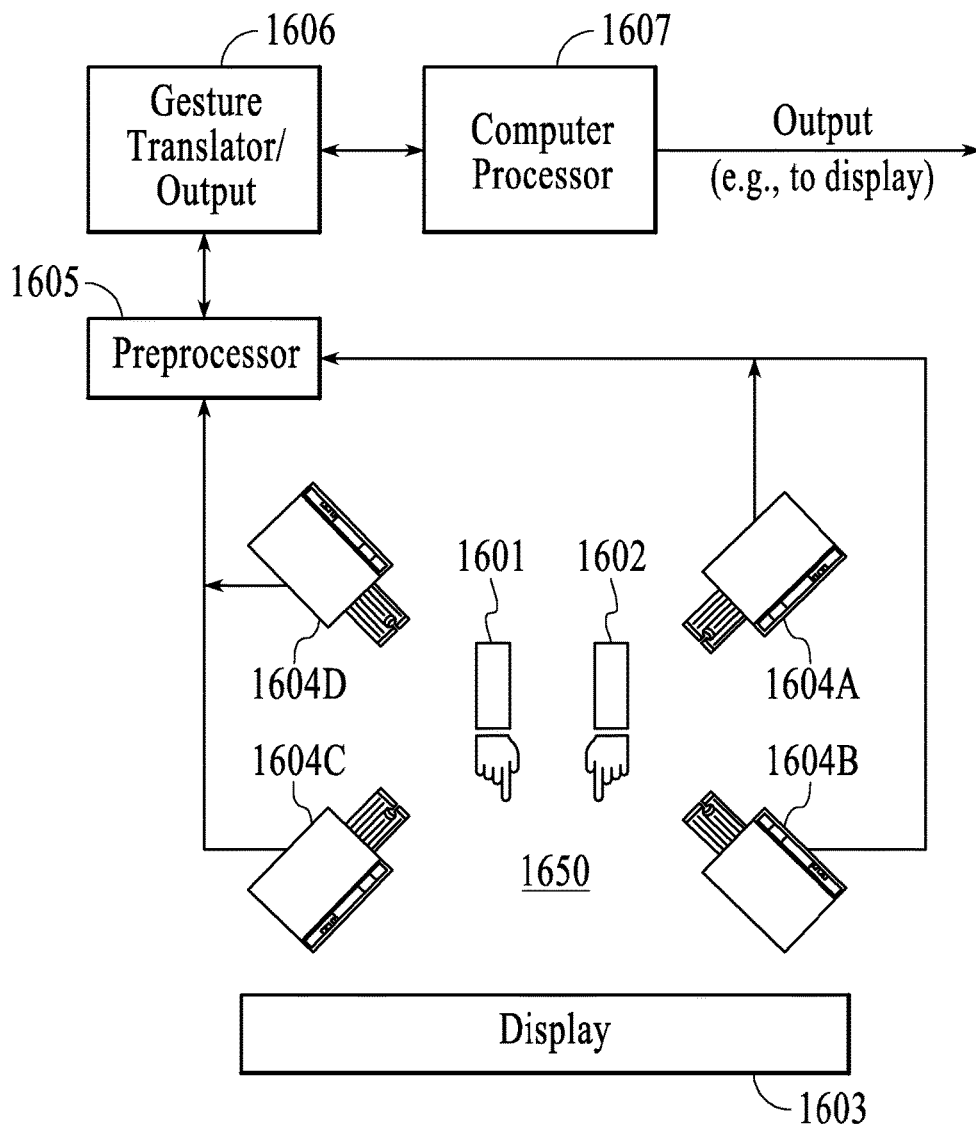 1606
1607
Gesture
Translator/
Output
Computer
Processor
Output
(e.g., to display)
1605
Preprocessor
1601
1602
1604D
1604A
1604C
1604B
1650
Display
1603